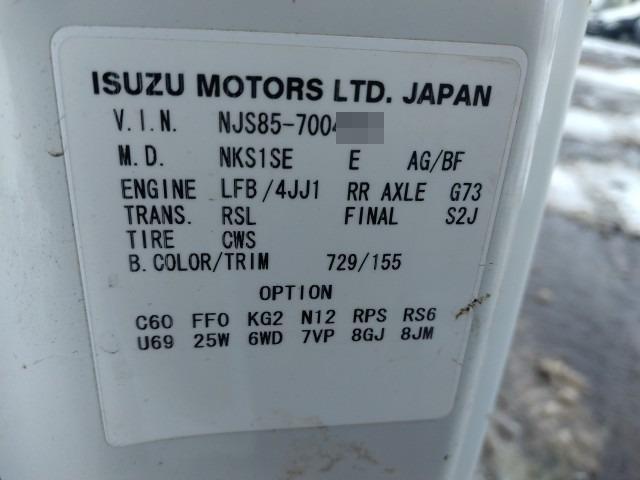 ISUZU MOTORS LTD. JAPAN
V.I.N. NJS85-7004
M.D. NKS1SE E AG/BF
ENGINE LFB/4JJ1 RR AXLE G73
TRANS. RSL FINAL S2J
TIRE CWS
B.COLOR/TRIM 729/155
OPTION
C60 FF0 KG2 N12 RPS RS6
U69 25W 6WD 7VP 8GJ 8JM